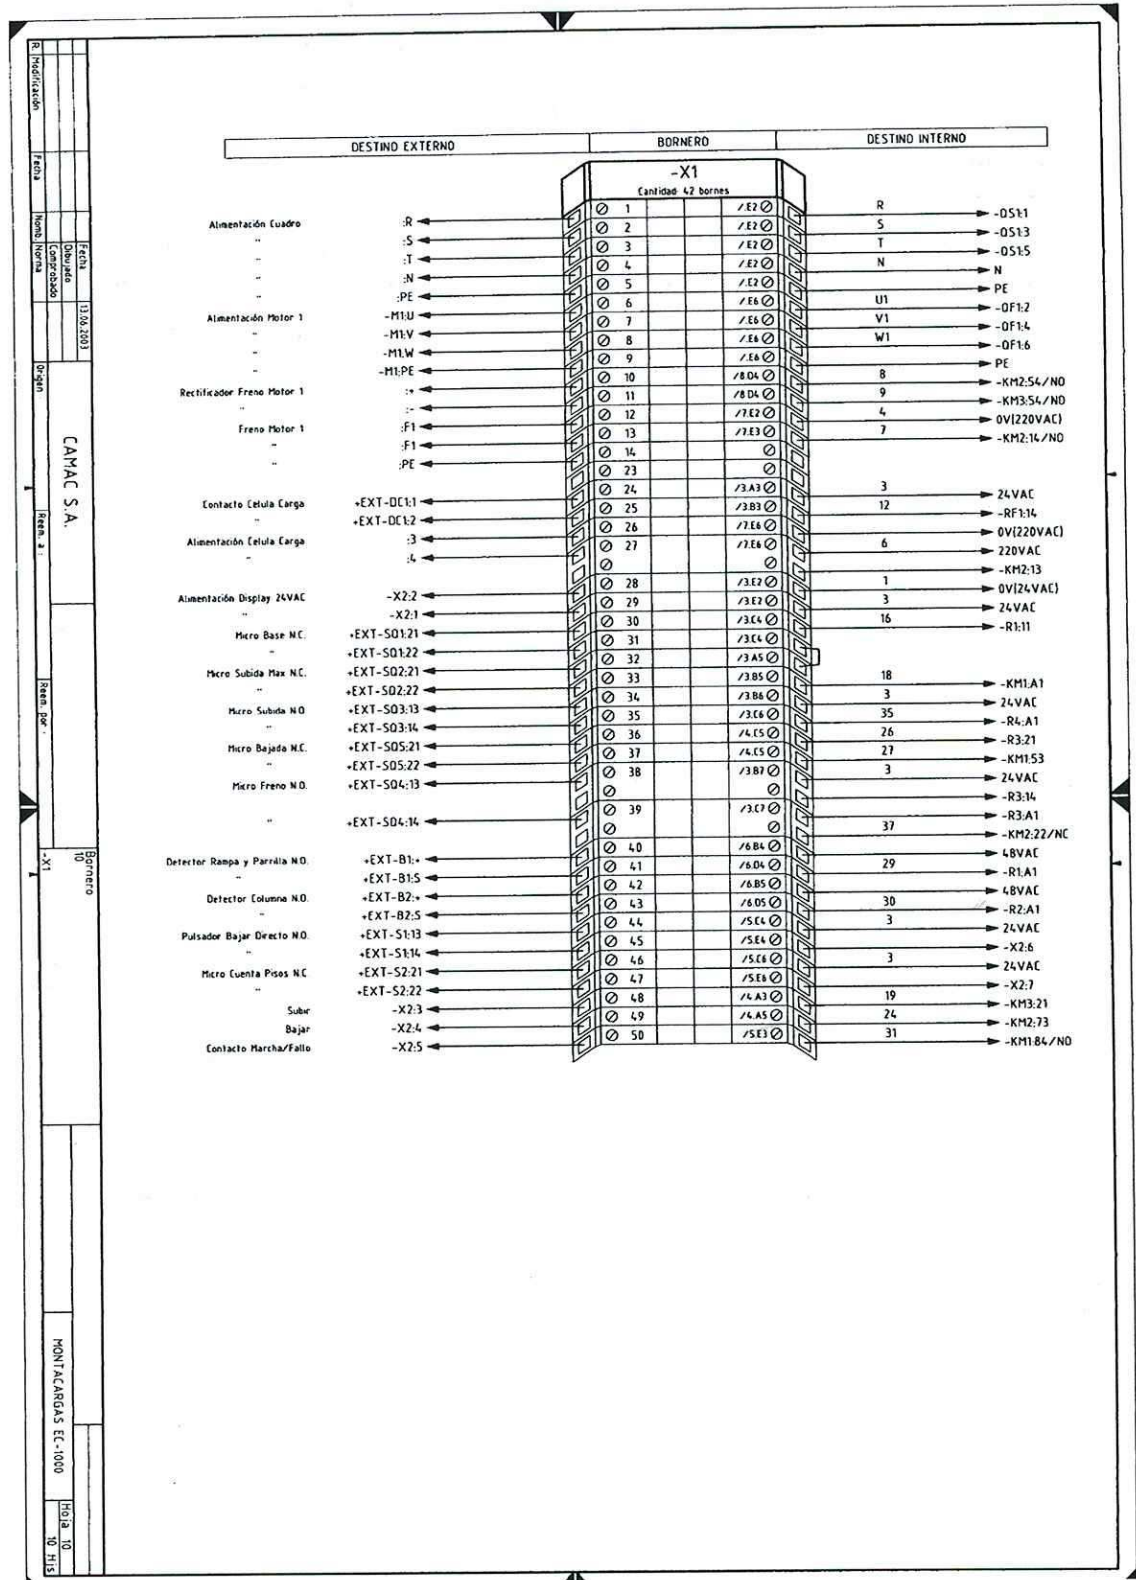 DESTINO EXTERNO BORNERO DESTINO INTERNO
-X1
Cantidad: 42 bornes
Alimentación Cuadro :R 1 /.E2 R -QS1:1
" :S 2 /.E2 S -QS1:3
" :T 3 /.E2 T -QS1:5
" :N 4 /.E2 N N
" :PE 5 /.E2 PE
Alimentación Motor 1 -M1:U 6 /.E6 U1 -QF1:2
" -M1:V 7 /.E6 V1 -QF1:4
" -M1:W 8 /.E6 W1 -QF1:6
" -M1:PE 9 /.E6 PE
Rectificador Freno Motor 1 :+ 10 /8.D4 8 -KM2:54/NO
" :- 11 /8.D4 9 -KM3:54/NO
Freno Motor 1 :F1 12 /7.E2 4 0V(220VAC)
" :F1 13 /7.E3 7 -KM2:14/NO
" :PE 14
23
Contacto Celula Carga +EXT-DC1:1 24 /3.A3 3 24VAC
" +EXT-DC1:2 25 /3.B3 12 -RF1:14
Alimentación Celula Carga :3 26 /7.E6 0V(220VAC)
" :4 27 /7.E6 6 220VAC
-KM2:13
Alimentación Display 24VAC -X2:2 28 /3.E2 1 0V(24VAC)
" -X2:1 29 /3.E2 3 24VAC
Micro Base N.C. +EXT-SQ1:21 30 /3.C4 16 -R1:11
" +EXT-SQ1:22 31 /3.C4
Micro Subida Max N.C. +EXT-SQ2:21 32 /3.A5
" +EXT-SQ2:22 33 /3.B5 18 -KM1:A1
Micro Subida N.O. +EXT-SQ3:13 34 /3.B6 3 24VAC
" +EXT-SQ3:14 35 /3.C6 35 -R4:A1
Micro Bajada N.C. +EXT-SQ5:21 36 /4.C5 26 -R3:21
" +EXT-SQ5:22 37 /4.C5 27 -KM1:53
Micro Freno N.O. +EXT-SQ4:13 38 /3.B7 3 24VAC
-R3:14
" +EXT-SQ4:14 39 /3.C7 -R3:A1
37 -KM2:22/NC
Detector Rampa y Parrilla N.O. +EXT-B1:+ 40 /6.B4 48VAC
" +EXT-B1:S 41 /6.D4 29 -R1:A1
Detector Columna N.O. +EXT-B2:+ 42 /6.B5 48VAC
" +EXT-B2:S 43 /6.D5 30 -R2:A1
Pulsador Bajar Directo N.O. +EXT-S1:13 44 /5.C4 3 24VAC
" +EXT-S1:14 45 /5.E4 -X2:6
Micro Cuenta Pisos N.C +EXT-S2:21 46 /5.C6 3 24VAC
" +EXT-S2:22 47 /5.E6 -X2:7
Subir -X2:3 48 /4.A3 19 -KM3:21
Bajar -X2:4 49 /4.A5 24 -KM2:73
Contacto Marcha/Fallo -X2:5 50 /5.E3 31 -KM1:84/NO
R. Modificación Fecha Nomb.
Fecha 13.06.2003
Dibujado
Comprobado
Norma
Origen
CAMAC S.A.
Reem. a :
Reem. por :
Bornero
10
-X1
MONTACARGAS EC-1000
Hoja 10
10 Hjs